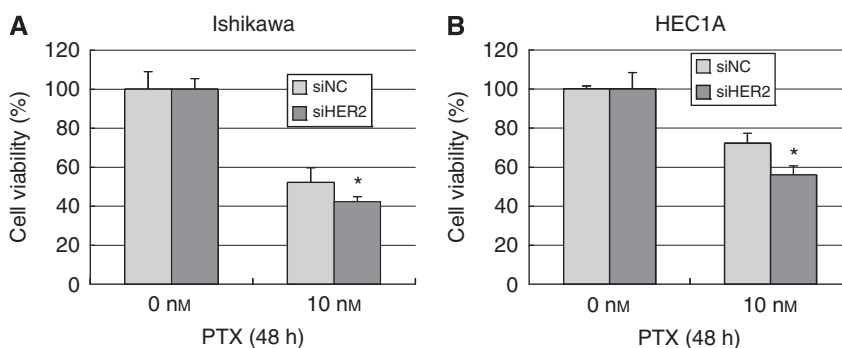 A
Ishikawa
120
100
80
60
40
20
0
Cell viability (%)
siNC
siHER2
*
0 nM
10 nM
PTX (48 h)
B
HEC1A
120
100
80
60
40
20
0
Cell viability (%)
siNC
siHER2
*
0 nM
10 nM
PTX (48 h)